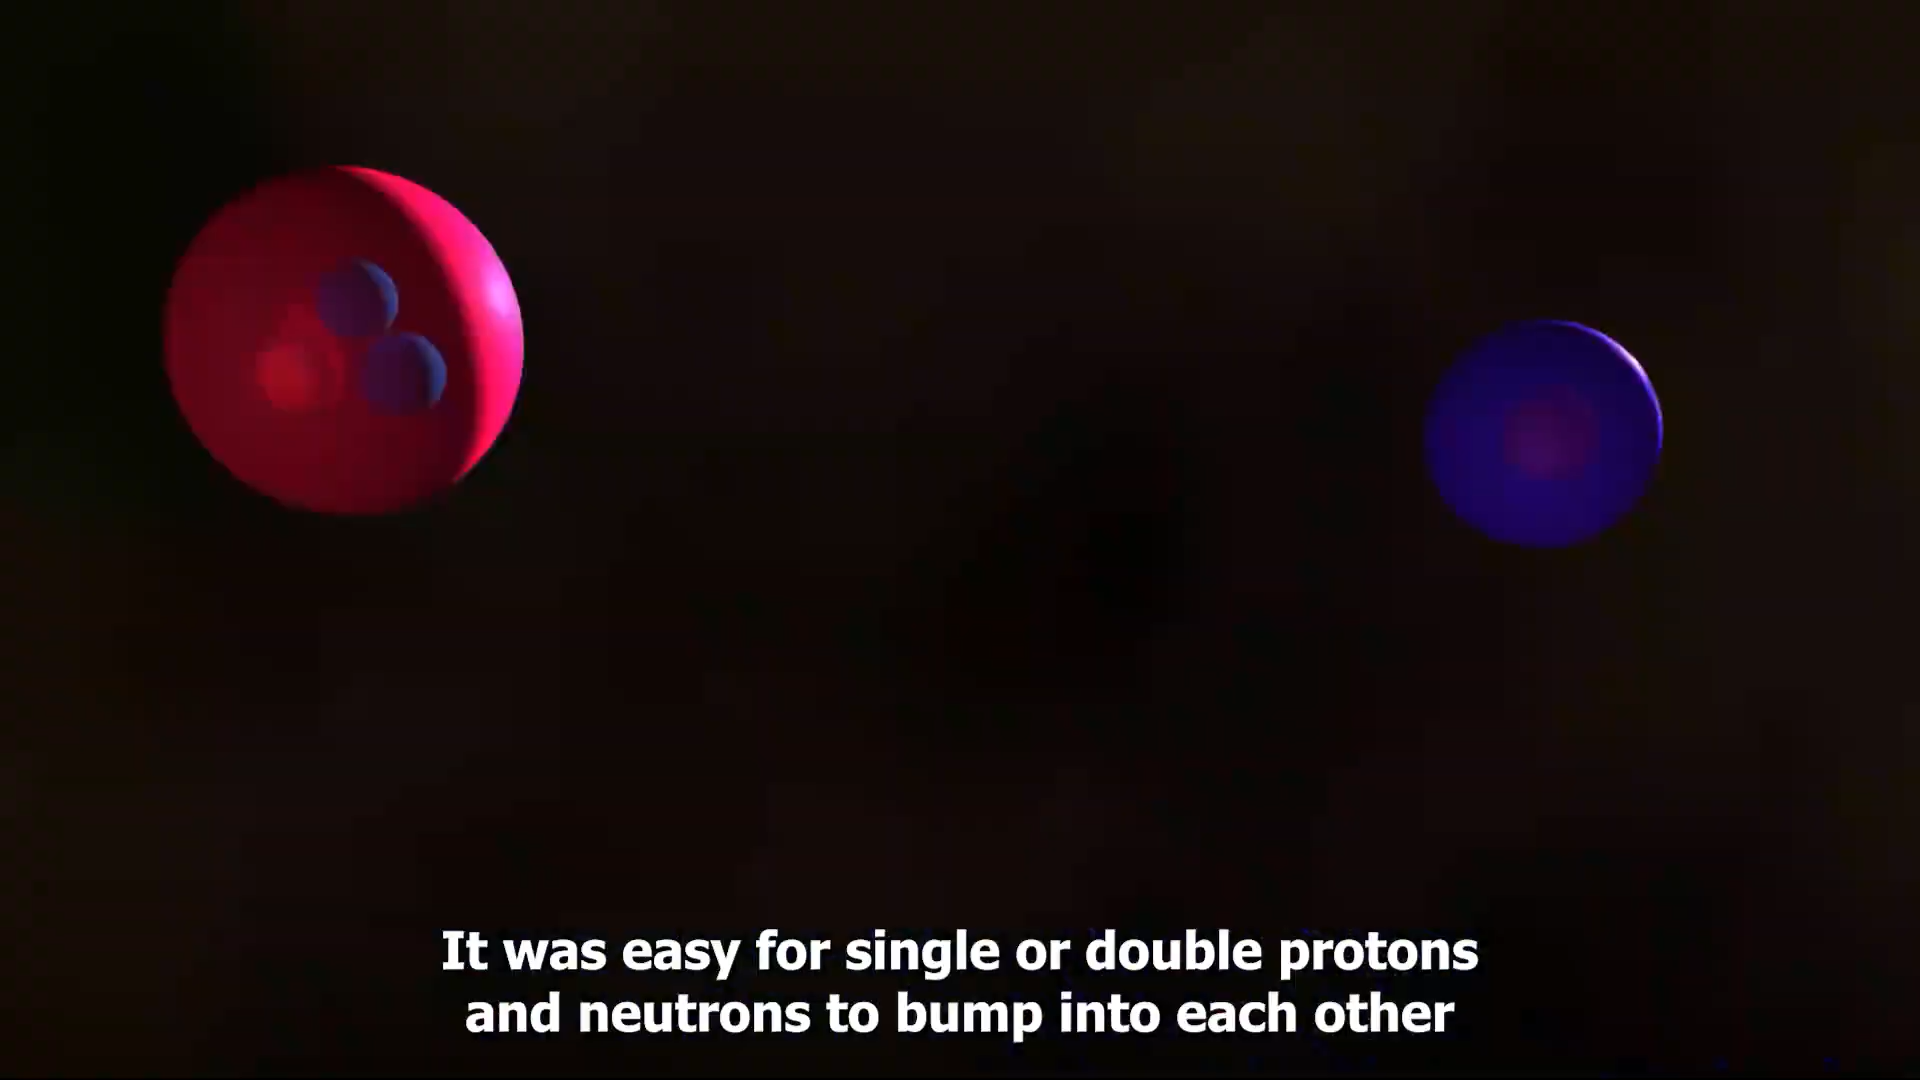 It was easy for single or double protons
and neutrons to bump into each other